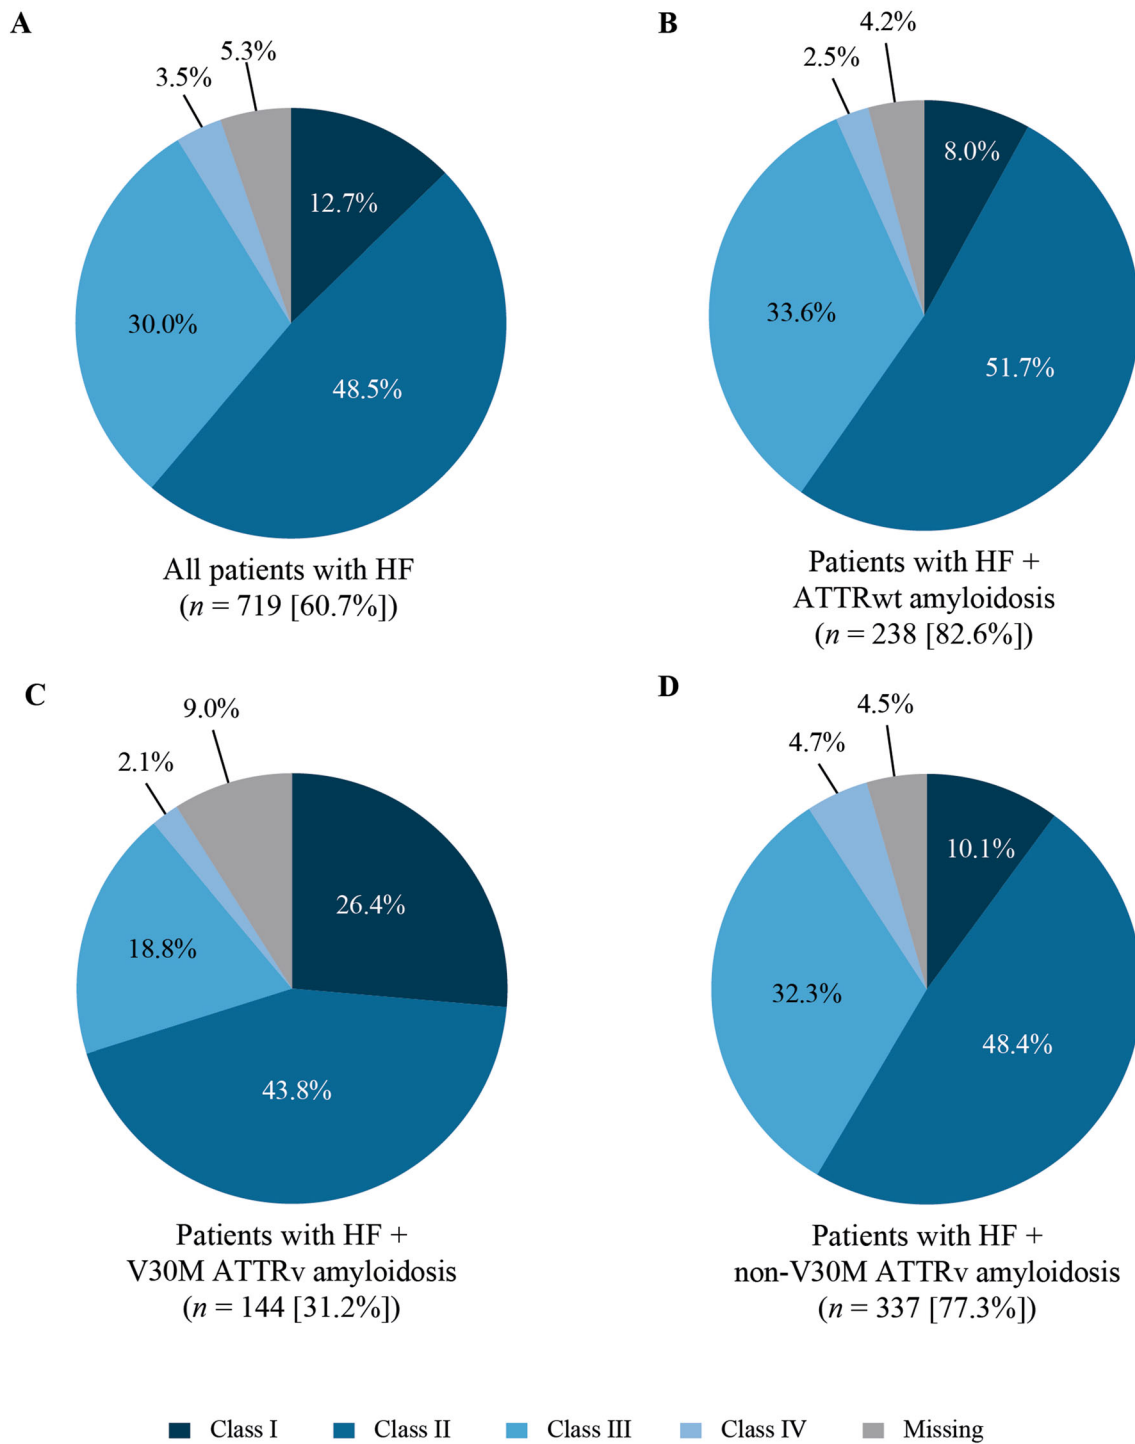 A
5.3%
3.5%
12.7%
30.0%
48.5%
All patients with HF
(n = 719 [60.7%])
B
4.2%
2.5%
8.0%
33.6%
51.7%
Patients with HF +
ATTRwt amyloidosis
(n = 238 [82.6%])
C
9.0%
2.1%
26.4%
18.8%
43.8%
Patients with HF +
V30M ATTRv amyloidosis
(n = 144 [31.2%])
D
4.5%
4.7%
10.1%
32.3%
48.4%
Patients with HF +
non-V30M ATTRv amyloidosis
(n = 337 [77.3%])
Class I Class II Class III Class IV Missing